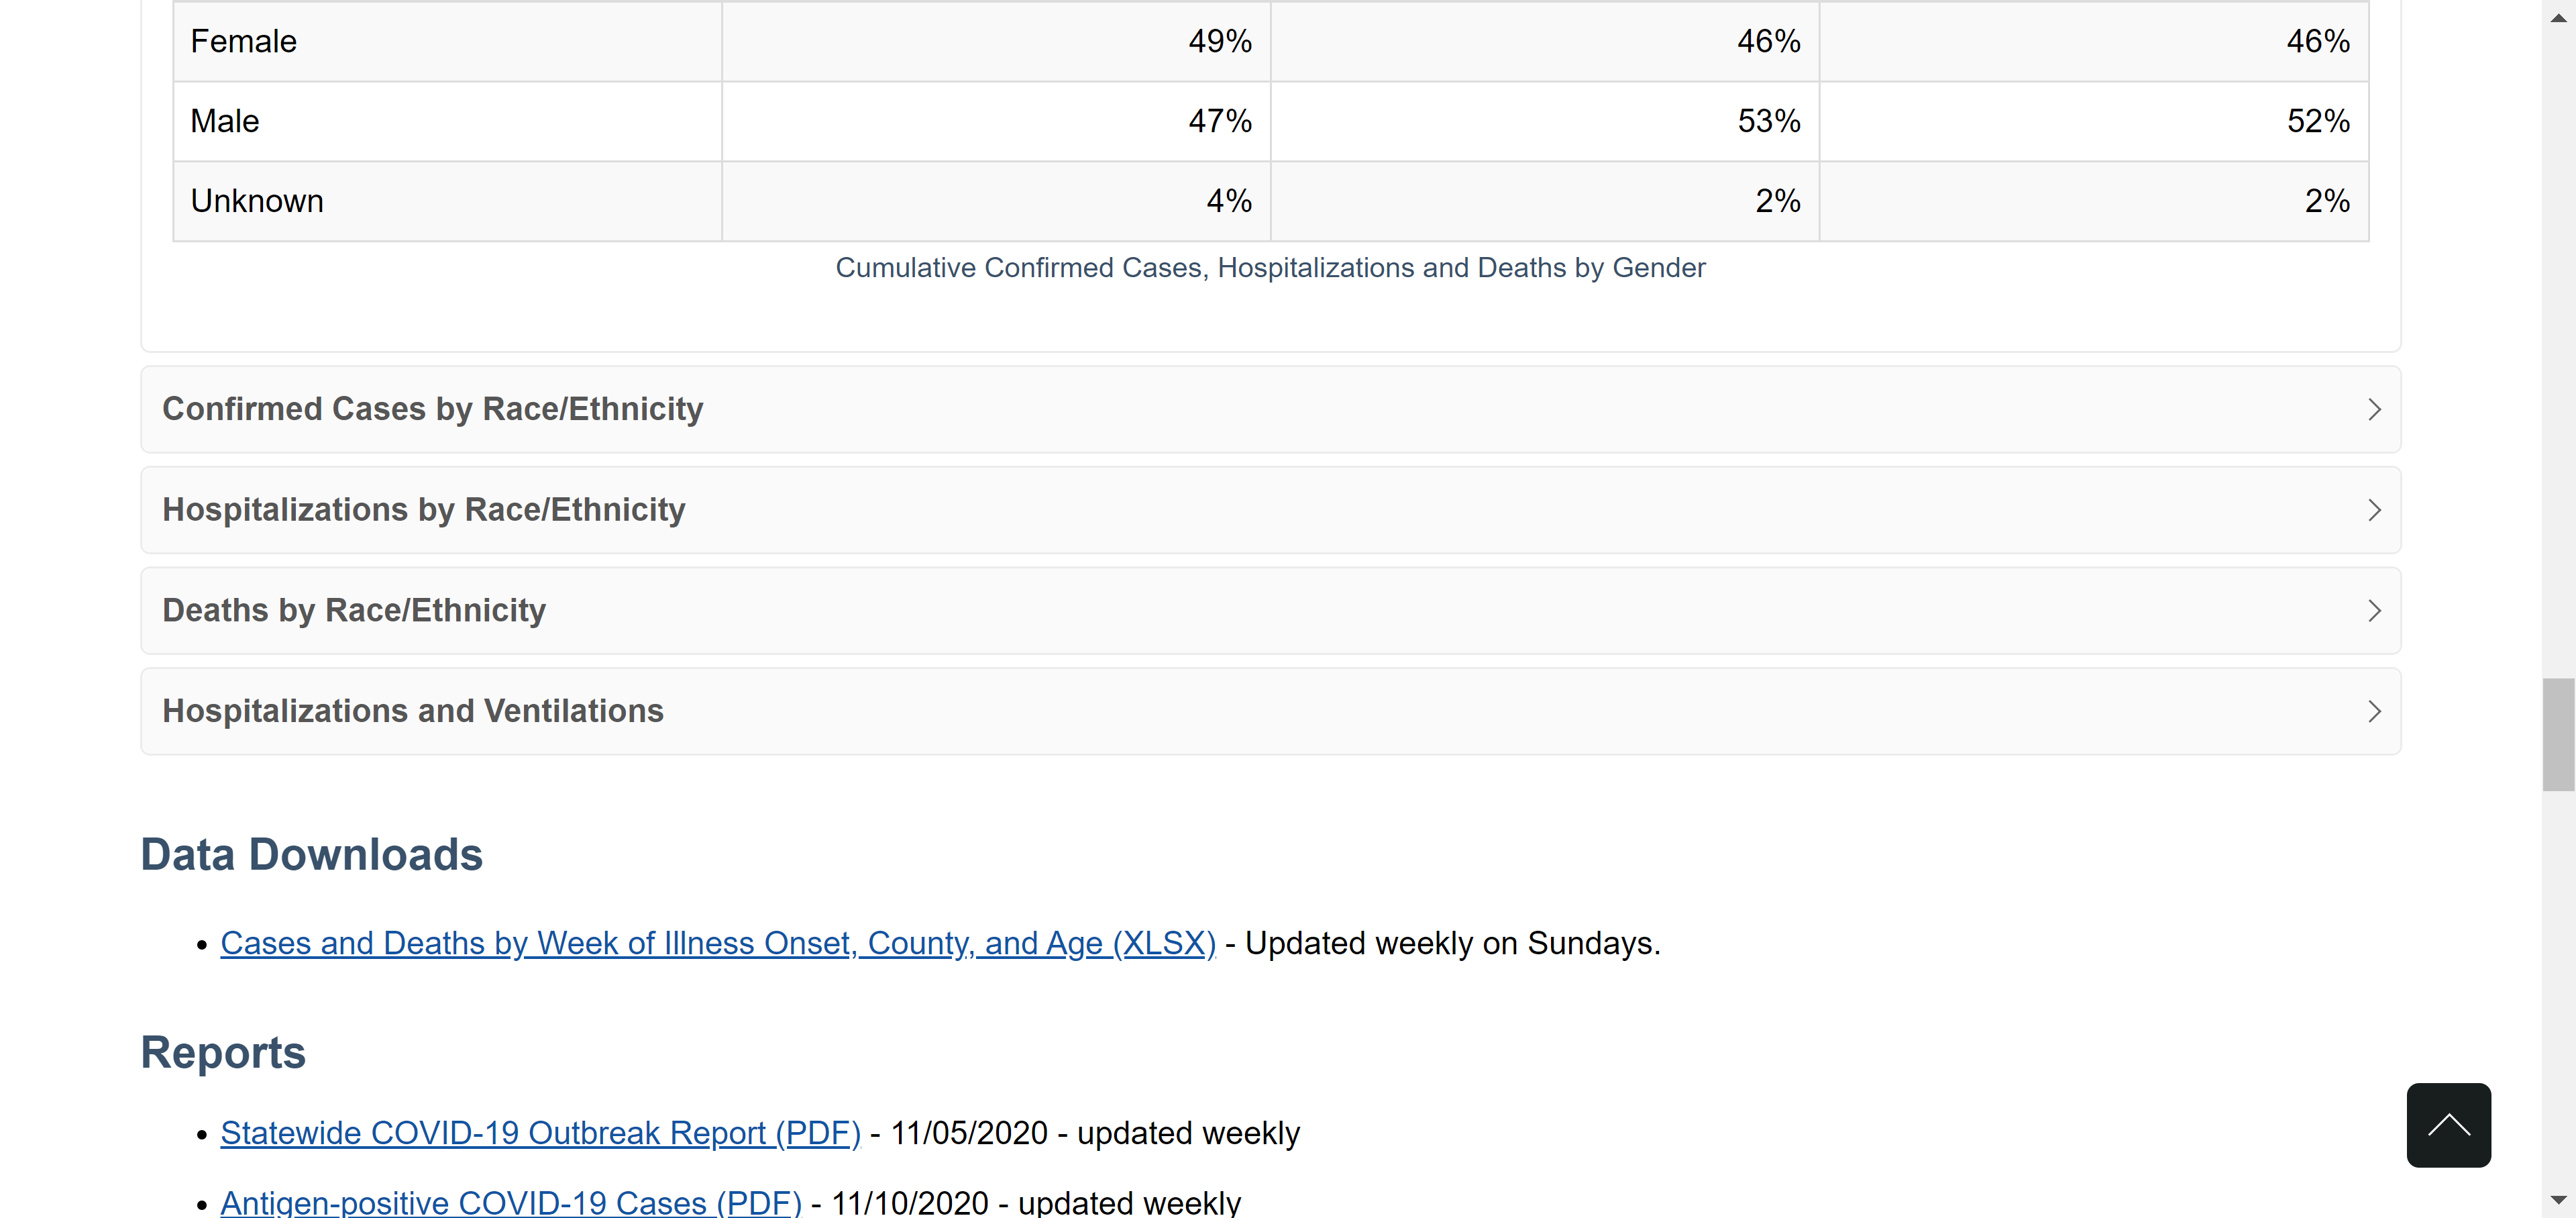 Female 49% 46% 46%
Male 47% 53% 52%
Unknown 4% 2% 2%
Cumulative Confirmed Cases, Hospitalizations and Deaths by Gender
Confirmed Cases by Race/Ethnicity
Hospitalizations by Race/Ethnicity
Deaths by Race/Ethnicity
Hospitalizations and Ventilations
Data Downloads
• Cases and Deaths by Week of Illness Onset, County, and Age (XLSX) - Updated weekly on Sundays.
Reports
• Statewide COVID-19 Outbreak Report (PDF) - 11/05/2020 - updated weekly
• Antigen-positive COVID-19 Cases (PDF) - 11/10/2020 - updated weekly